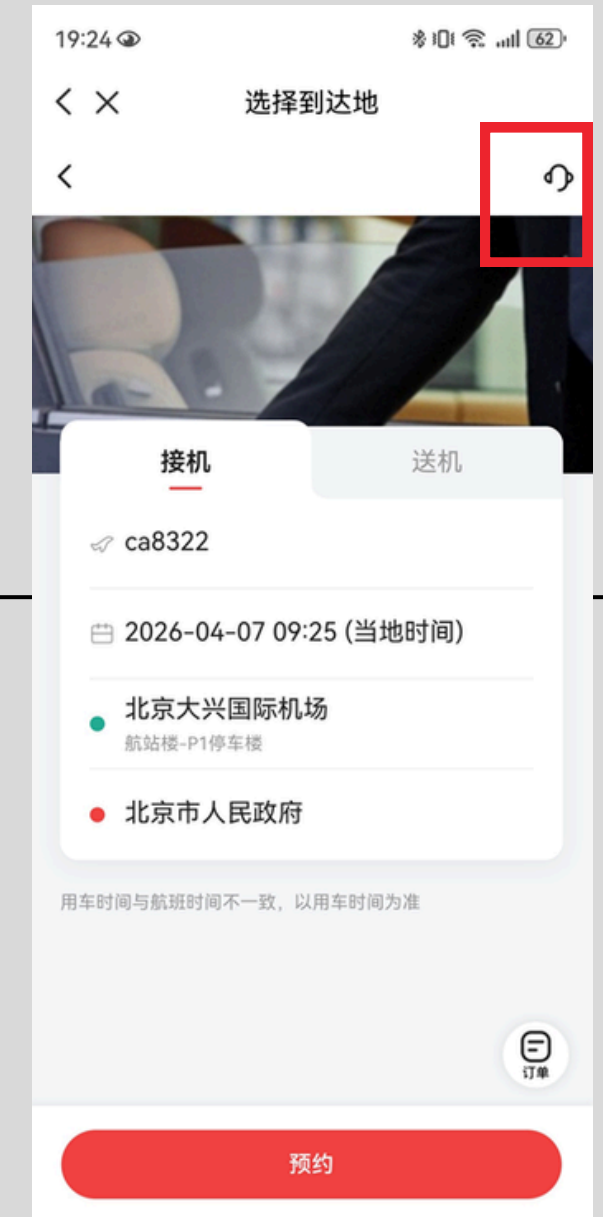 19:24
62
选择到达地
接机
送机
ca8322
2026-04-07 09:25 (当地时间)
北京大兴国际机场
航站楼-P1停车楼
北京市人民政府
用车时间与航班时间不一致，以用车时间为准
订单
预约